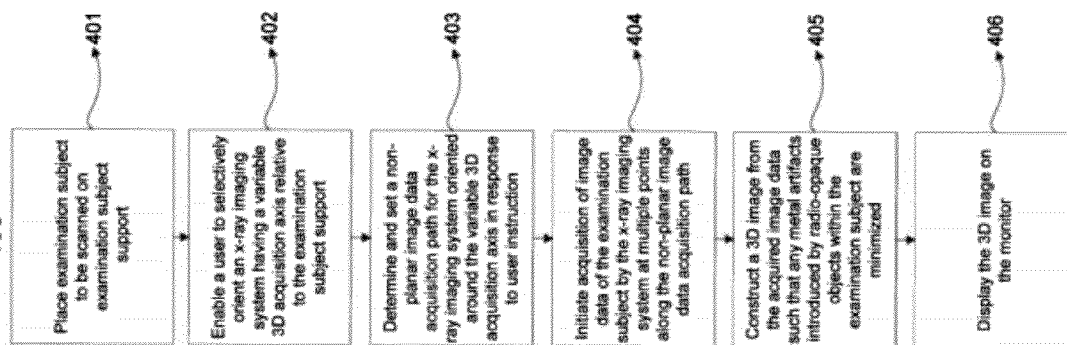 Place examination subject
to be scanned on
examination subject
support
401
Enable a user to selectively
orient an x-ray imaging
system having a variable
3D acquisition axis relative
to the examination
subject support
402
Determine and set a non-
planar image data
acquisition path for the x-
ray imaging system oriented
around the variable 3D
acquisition axis in response
to user instruction
403
Initiate acquisition of image
data of the examination
subject by the x-ray imaging
system at multiple points
along the non-planar image
data acquisition path
404
Construct a 3D image from
the acquired image data
such that any metal artifacts
introduced by radio-opaque
objects within the
examination subject are
minimized
405
Display the 3D image on
the monitor
406